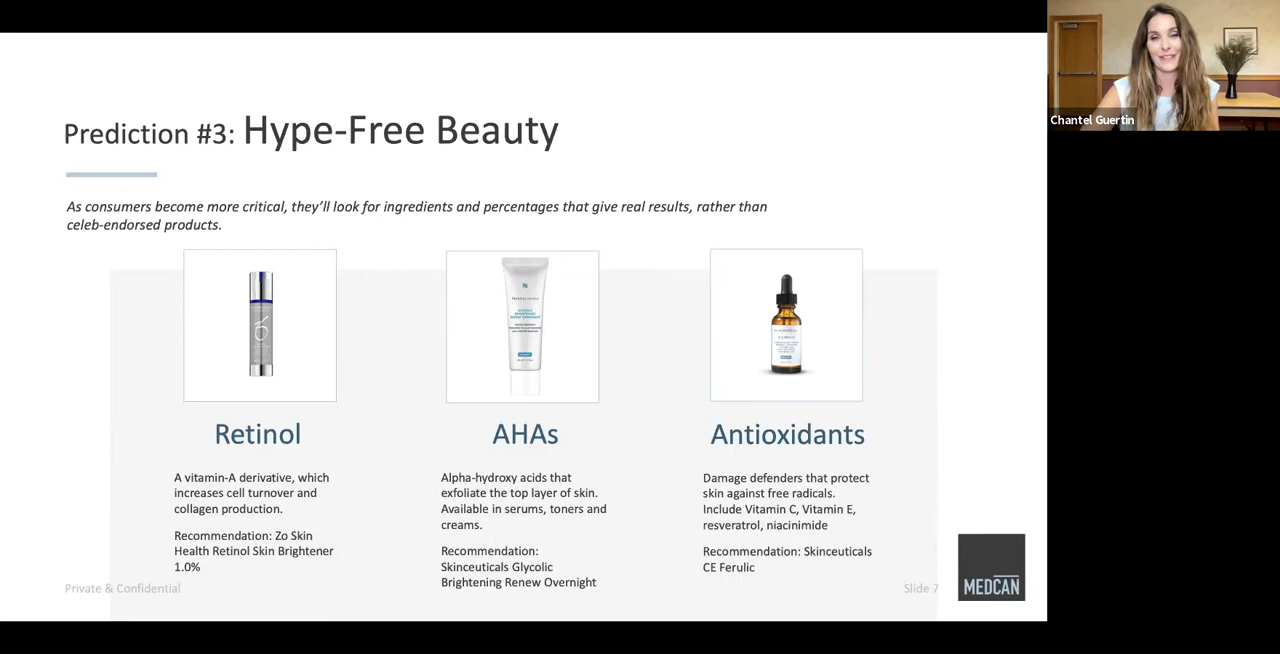 Chantel Guertin
Prediction #3: Hype-Free Beauty
As consumers become more critical, they'll look for ingredients and percentages that give real results, rather than
celeb-endorsed products.
Retinol
A vitamin-A derivative, which
increases cell turnover and
collagen production.
Recommendation: Zo Skin
Health Retinol Skin Brightener
1.0%
AHAs
Alpha-hydroxy acids that
exfoliate the top layer of skin.
Available in serums, toners and
creams.
Recommendation:
Skinceuticals Glycolic
Brightening Renew Overnight
Antioxidants
Damage defenders that protect
skin against free radicals.
Include Vitamin C, Vitamin E,
resveratrol, niacinimide
Recommendation: Skinceuticals
CE Ferulic
Private & Confidential
Slide 7
MEDCAN